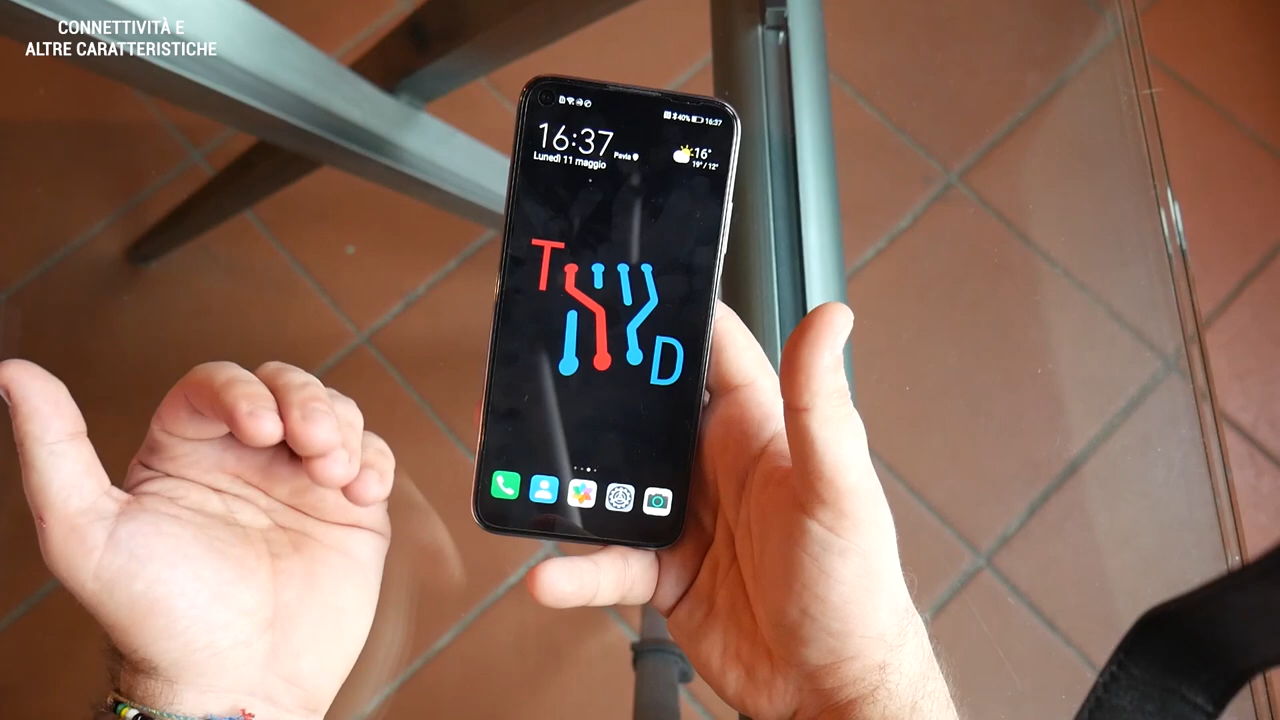 CONNETTIVITÀ E
ALTRE CARATTERISTICHE
40% 16:37
16:37
Lunedì 11 maggio
Pavia
16°
19° / 12°
T
D